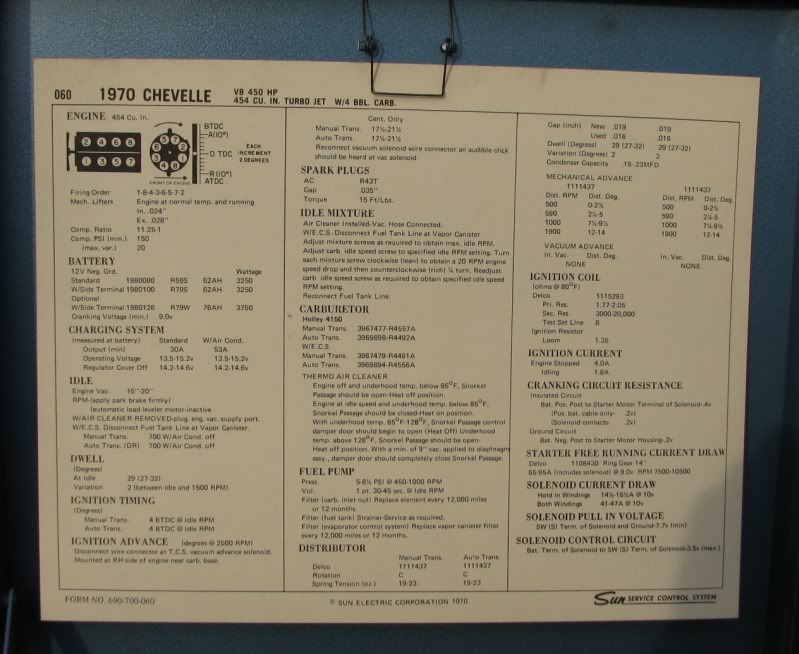 060 1970 CHEVELLE V8 450 HP
454 CU. IN. TURBO JET W/4 BBL. CARB.
ENGINE 454 Cu. In.
2 4 6 8
1 3 5 7
BTDC
A(10°)
O TDC
R(10°)
ATDC
EACH
INCREMENT
2 DEGREES
FRONT OF ENGINE
Firing Order 1-8-4-3-6-5-7-2
Mech. Lifters Engine at normal temp. and running
In. .024"
Ex. .028"
Comp. Ratio 11.25-1
Comp. PSI (min.) 150
(max. var.) 20
BATTERY
12V Neg. Grd. Wattage
Standard 1980080 R59S 62AH 3250
W/Side Terminal 1980100 R79S 62AH 3250
Optional
W/Side Terminal 1980126 R79W 76AH 3750
Cranking Voltage (min.) 9.0v
CHARGING SYSTEM
(measured at battery) Standard W/Air Cond.
Output (min) 30A 53A
Operating Voltage 13.5-15.2v 13.5-15.2v
Regulator Cover Off 14.2-14.6v 14.2-14.6v
IDLE
Engine Vac. 16"-20"
RPM-(apply park brake firmly)
(automatic load leveler motor-inactive
W/AIR CLEANER REMOVED-plug, eng. vac. supply port.
W/E.C.S. Disconnect Fuel Tank Line at Vapor Canister.
Manual Trans. 700 W/Air Cond. off
Auto Trans. (DR) 700 W/Air Cond. off
DWELL
(Degrees)
At Idle 29 (27-32)
Variation 2 (between idle and 1500 RPM)
IGNITION TIMING
(Degrees)
Manual Trans. 4 BTDC @ Idle RPM
Auto Trans. 4 BTDC @ Idle RPM
IGNITION ADVANCE (degrees @ 2500 RPM)
Disconnect wire connector at T.C.S. vacuum advance solenoid.
Mounted at RH side of engine near carb. base.
Cent. Only
Manual Trans. 17½-21½
Auto Trans. 17½-21½
Reconnect vacuum solenoid wire connector an audible click
should be heard at vac solenoid.
SPARK PLUGS
AC R43T
Gap .035"
Torque 15 Ft/Lbs.
IDLE MIXTURE
Air Cleaner Installed-Vac. Hose Connected.
W/E.C.S.-Disconnect Fuel Tank Line at Vapor Canister
Adjust mixture screws as required to obtain max. idle RPM.
Adjust carb idle speed screw to specified idle RPM setting. Turn
each mixture screw clockwise (lean) to obtain a 20 RPM engine
speed drop and then counterclockwise (rich) ¼ turn. Readjust
carb idle speed screw as required to obtain specified idle speed
RPM setting.
Reconnect Fuel Tank Line.
CARBURETOR
Holley 4150
Manual Trans. 3967477-R4557A
Auto Trans. 3969898-R4492A
W/E.C.S.
Manual Trans. 3967479-R4491A
Auto Trans. 3969894-R4556A
THERMO AIR CLEANER
Engine off and underhood temp. below 85°F, Snorkel
Passage should be open-Heat off position.
Engine at idle speed and underhood temp. below 85°F,
Snorkel Passage should be closed-Heat on position.
With underhood temp. 85°F-128°F, Snorkel Passage control
damper door should begin to open (Heat Off) Underhood
temp. above 128°F, Snorkel Passage should be open-
Heat off position. With a min. of 9" vac. applied to diaphragm
assy., damper door should completely close Snorkel Passage.
FUEL PUMP
Press. 5-8½ PSI @ 450-1000 RPM
Vol. 1 pt. 30-45 sec. @ Idle RPM
Filter (carb. inlet nut) Replace element every 12,000 miles
or 12 months.
Filter (fuel tank) Strainer-Service as required.
Filter (evaporator control system) Replace vapor canister filter
every 12,000 miles or 12 months.
DISTRIBUTOR
Manual Trans. Auto Trans.
Delco 1111437 1111437
Rotation C C
Spring Tension (oz.) 19-23 19-23
Gap (inch) New .019 .019
Used .016 .016
Dwell (Degrees) 29 (27-32) 29 (27-32)
Variation (Degrees) 2 2
Condenser Capacity .18-.23MFD
MECHANICAL ADVANCE
1111437 1111437
Dist. RPM Dist. Deg. Dist. RPM Dist. Deg.
500 0-2¾ 500 0-2¾
590 2¼-5 590 2¼-5
1000 7½-9½ 1000 7½-9½
1900 12-14 1900 12-14
VACUUM ADVANCE
In. Vac. Dist. Deg. In. Vac. Dist. Deg.
NONE NONE
IGNITION COIL
(ohms @ 80°F)
Delco 1115293
Pri. Res. 1.77-2.05
Sec. Res. 3000-20,000
Test Set Line 8
Ignition Resistor
Loom 1.35
IGNITION CURRENT
Engine Stopped 4.0A
Idling 1.8A
CRANKING CIRCUIT RESISTANCE
Insulated Circuit
Bat. Pos. Post to Starter Motor Terminal of Solenoid-.4v
(Pos. bat. cable only- .2v)
(Solenoid contacts- .2v)
Ground Circuit
Bat. Neg. Post to Starter Motor Housing-.2v
STARTER FREE RUNNING CURRENT DRAW
Delco 1108430 Ring Gear 14"
65-95A (includes solenoid) @ 9.0v RPM 7500-10500
SOLENOID CURRENT DRAW
Hold in Windings 14½-16½A @ 10v
Both Windings 41-47A @ 10v
SOLENOID PULL IN VOLTAGE
SW (S) Term. of Solenoid and Ground-7.7v (min)
SOLENOID CONTROL CIRCUIT
Bat. Term. of Solenoid to SW (S) Term. of Solenoid-3.5v (max.)
FORM NO. 690-700-060
© SUN ELECTRIC CORPORATION 1970
Sun SERVICE CONTROL SYSTEM